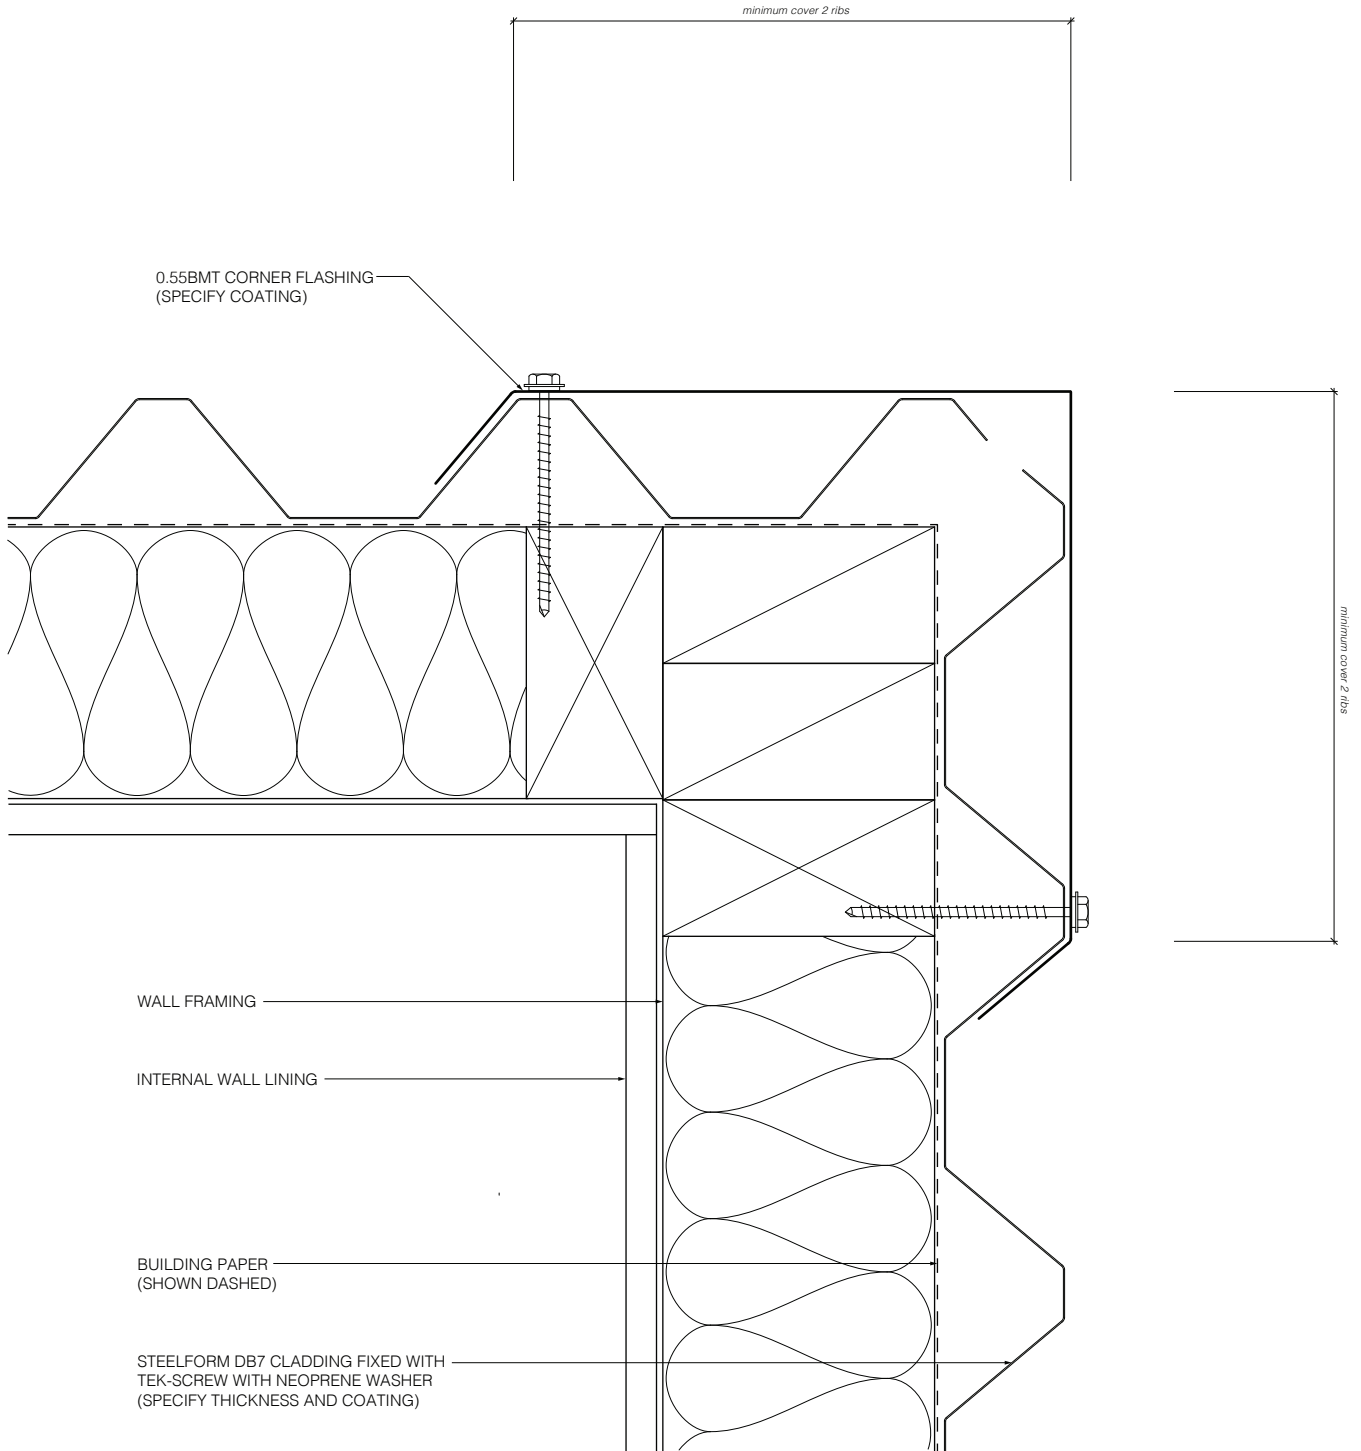 minimum cover 2 ribs
0.55BMT CORNER FLASHING
(SPECIFY COATING)
minimum cover 2 ribs
WALL FRAMING
INTERNAL WALL LINING
BUILDING PAPER
(SHOWN DASHED)
STEELFORM DB7 CLADDING FIXED WITH
TEK-SCREW WITH NEOPRENE WASHER
(SPECIFY THICKNESS AND COATING)